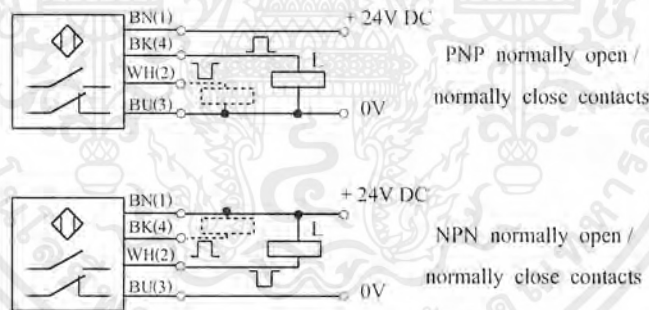 BN(1)
+ 24V DC
BK(4)
L
PNP normally open /
WH(2)
normally close contacts
BU(3)
0V
BN(1)
+ 24V DC
BK(4)
L
NPN normally open /
WH(2)
normally close contacts
BU(3)
0V